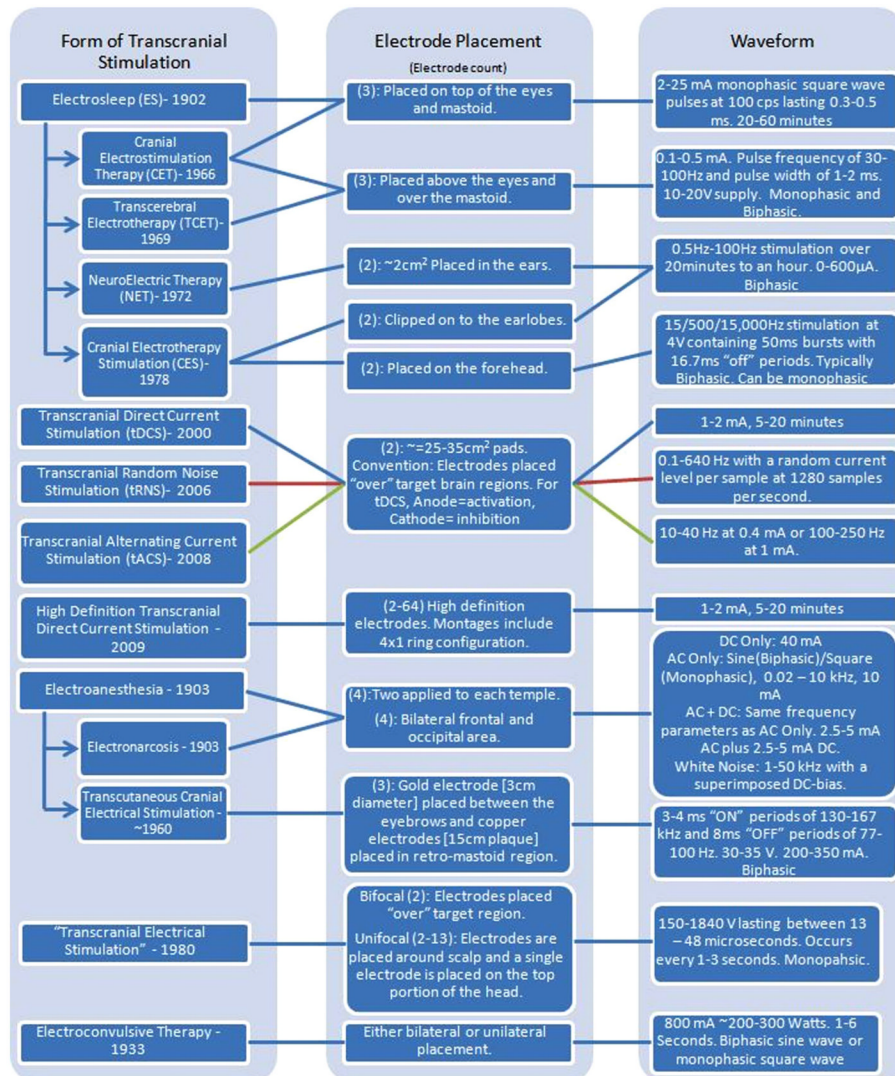 Form of Transcranial
Stimulation
Electrosleep (ES)- 1902
Cranial
Electrostimulation
Therapy (CET)- 1966
Transcerebral
Electrotherapy (TCET)-
1969
NeuroElectric Therapy
(NET)- 1972
Cranial Electrotherapy
Stimulation (CES)-
1978
Transcranial Direct Current
Stimulation (tDCS)- 2000
Transcranial Random Noise
Stimulation (tRNS)- 2006
Transcranial Alternating Current
Stimulation (tACS)- 2008
High Definition Transcranial
Direct Current Stimulation -
2009
Electroanesthesia - 1903
Electronarcosis - 1903
Transcutaneous Cranial
Electrical Stimulation -
~1960
“Transcranial Electrical
Stimulation” - 1980
Electroconvulsive Therapy -
1933
Electrode Placement
(Electrode count)
(3): Placed on top of the eyes
and mastoid.
(3): Placed above the eyes and
over the mastoid.
(2): ~2cm² Placed in the ears.
(2): Clipped on to the earlobes.
(2): Placed on the forehead.
(2): ~=25-35cm² pads.
Convention: Electrodes placed
“over” target brain regions. For
tDCS, Anode=activation,
Cathode= inhibition
(2-64) High definition
electrodes. Montages include
4x1 ring configuration.
(4):Two applied to each temple.
(4): Bilateral frontal and
occipital area.
(3): Gold electrode [3cm
diameter] placed between the
eyebrows and copper
electrodes [15cm plaque]
placed in retro-mastoid region.
Bifocal (2): Electrodes placed
“over” target region.
Unifocal (2-13): Electrodes are
placed around scalp and a single
electrode is placed on the top
portion of the head.
Either bilateral or unilateral
placement.
Waveform
2-25 mA monophasic square wave
pulses at 100 cps lasting 0.3-0.5
ms. 20-60 minutes
0.1-0.5 mA. Pulse frequency of 30-
100Hz and pulse width of 1-2 ms.
10-20V supply. Monophasic and
Biphasic.
0.5Hz-100Hz stimulation over
20minutes to an hour. 0-600µA.
Biphasic
15/500/15,000Hz stimulation at
4V containing 50ms bursts with
16.7ms “off” periods. Typically
Biphasic. Can be monophasic
1-2 mA, 5-20 minutes
0.1-640 Hz with a random current
level per sample at 1280 samples
per second.
10-40 Hz at 0.4 mA or 100-250 Hz
at 1 mA.
1-2 mA, 5-20 minutes
DC Only: 40 mA
AC Only: Sine(Biphasic)/Square
(Monophasic), 0.02 – 10 kHz, 10
mA
AC + DC: Same frequency
parameters as AC Only. 2.5-5 mA
AC plus 2.5-5 mA DC.
White Noise: 1-50 kHz with a
superimposed DC-bias.
3-4 ms “ON” periods of 130-167
kHz and 8ms “OFF” periods of 77-
100 Hz. 30-35 V. 200-350 mA.
Biphasic
150-1840 V lasting between 13
– 48 microseconds. Occurs
every 1-3 seconds. Monopahsic.
800 mA ~200-300 Watts. 1-6
Seconds. Biphasic sine wave or
monophasic square wave